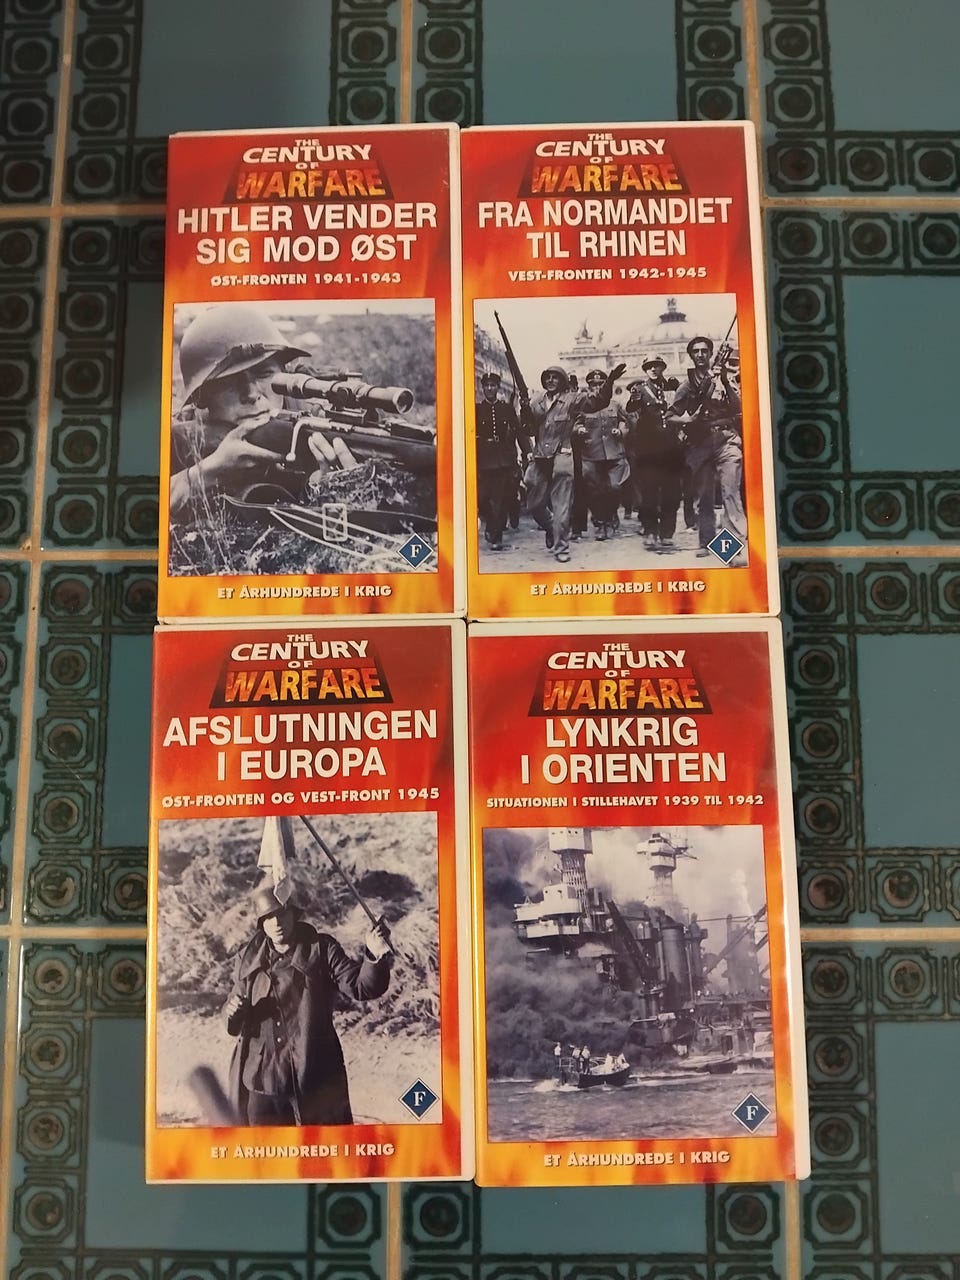 THE
CENTURY
OF
WARFARE
HITLER VENDER
SIG MOD ØST
ØST-FRONTEN 1941-1943
F
ET ÅRHUNDREDE I KRIG
THE
CENTURY
OF
WARFARE
FRA NORMANDIET
TIL RHINEN
VEST-FRONTEN 1942-1945
F
ET ÅRHUNDREDE I KRIG
THE
CENTURY
OF
WARFARE
AFSLUTNINGEN
I EUROPA
ØST-FRONTEN OG VEST-FRONT 1945
F
ET ÅRHUNDREDE I KRIG
THE
CENTURY
OF
WARFARE
LYNKRIG
I ORIENTEN
SITUATIONEN I STILLEHAVET 1939 TIL 1942
F
ET ÅRHUNDREDE I KRIG